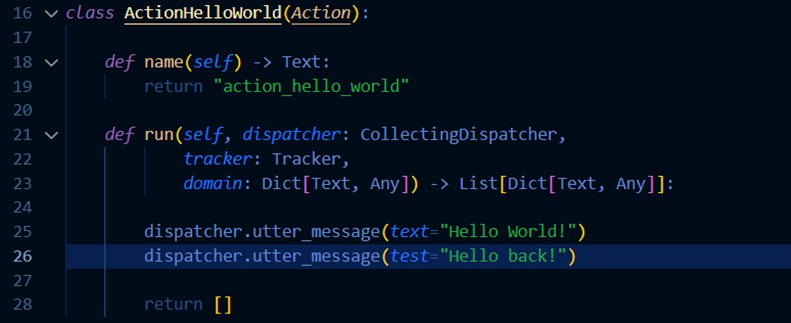 16 class ActionHelloWorld(Action):
17
18     def name(self) -> Text:
19         return "action_hello_world"
20
21     def run(self, dispatcher: CollectingDispatcher,
22             tracker: Tracker,
23             domain: Dict[Text, Any]) -> List[Dict[Text, Any]]:
24
25         dispatcher.utter_message(text="Hello World!")
26         dispatcher.utter_message(test="Hello back!")
27
28         return []